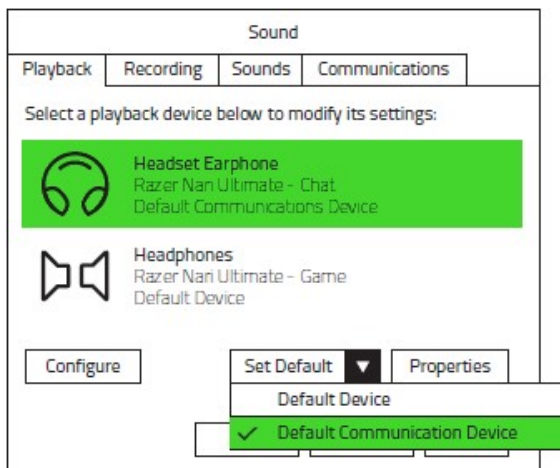 Sound
Playback Recording Sounds Communications
Select a playback device below to modify its settings:
Headset Earphone
Razer Nari Ultimate - Chat
Default Communications Device
Headphones
Razer Nari Ultimate - Game
Default Device
Configure Set Default Properties
Default Device
Default Communication Device